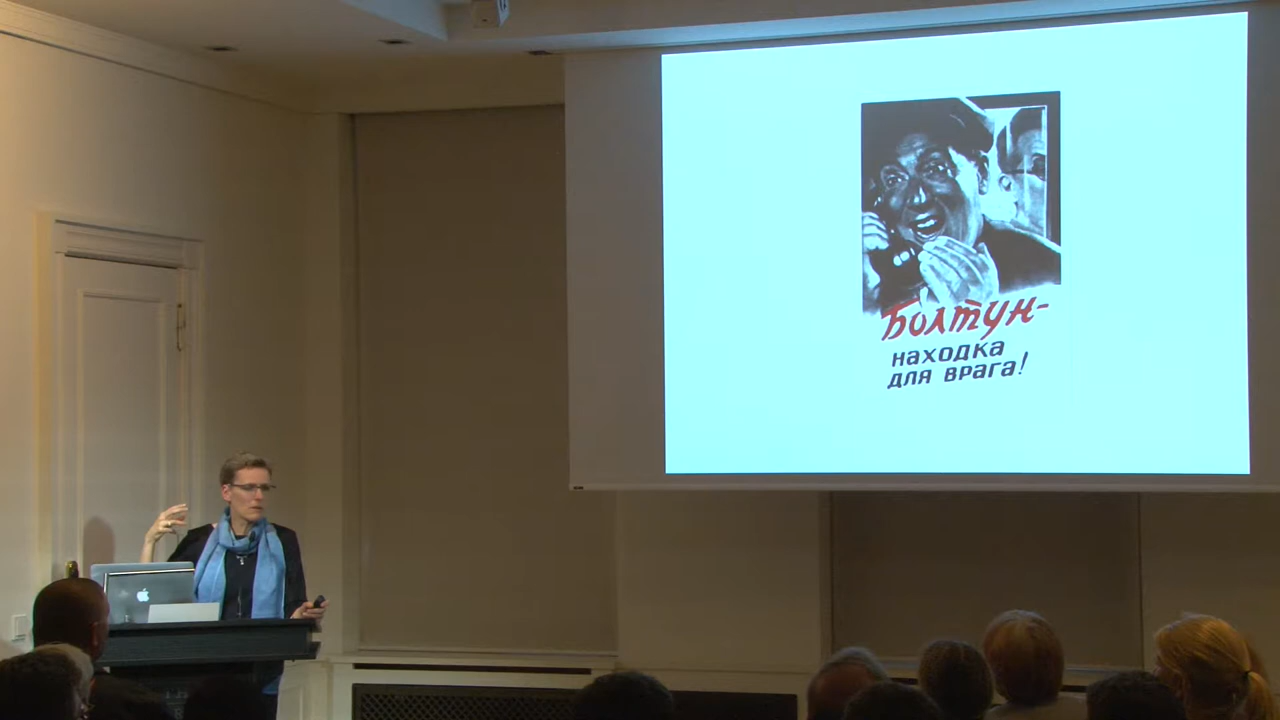 Болтун-
находка
для врага!